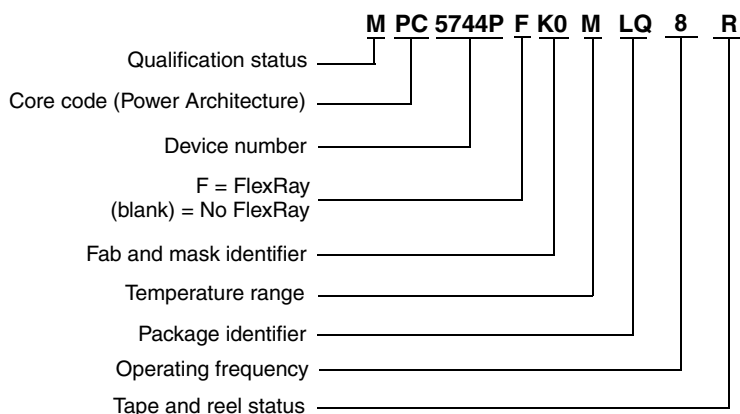 M PC 5744P F K0 M LQ 8 R
Qualification status
Core code (Power Architecture)
Device number
F = FlexRay
(blank) = No FlexRay
Fab and mask identifier
Temperature range
Package identifier
Operating frequency
Tape and reel status